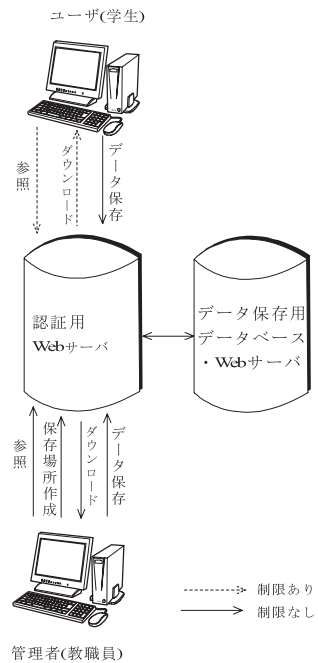 ユーザ(学生)
参照
ダウンロード
データ保存
認証用
Webサーバ
データ保存用
データベース
・Webサーバ
参照
保存場所作成
ダウンロード
データ保存
制限あり
制限なし
管理者(教職員)